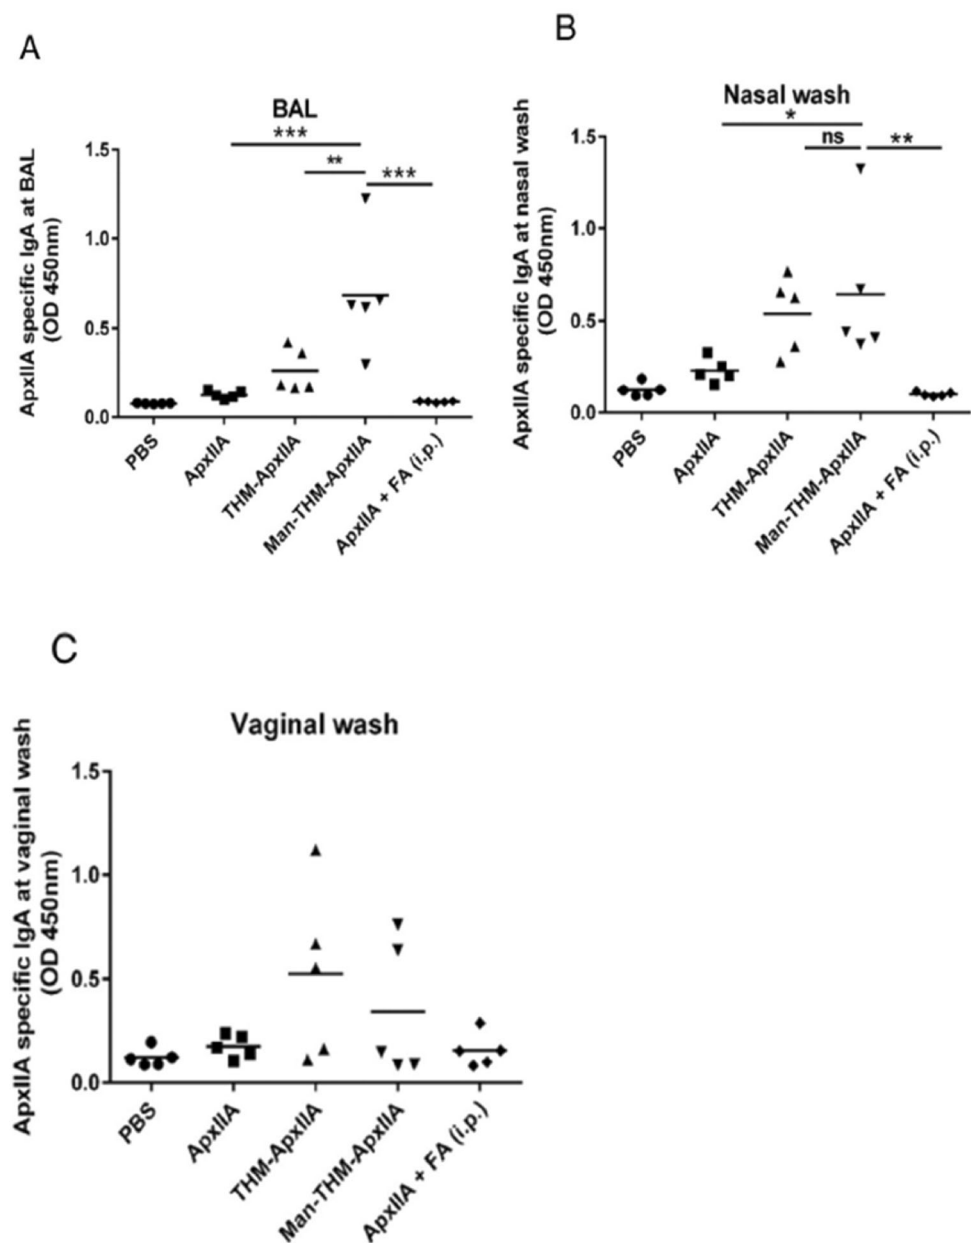 A
BAL
ApxIIA specific IgA at BAL
(OD 450nm)
***
**
***
1.5
1.0
0.5
0.0
PBS
ApxIIA
THM-ApxIIA
Man-THM-ApxIIA
ApxIIA + FA (i.p.)
B
Nasal wash
ApxIIA specific IgA at nasal wash
(OD 450nm)
*
ns
**
1.5
1.0
0.5
0.0
PBS
ApxIIA
THM-ApxIIA
Man-THM-ApxIIA
ApxIIA + FA (i.p.)
C
Vaginal wash
ApxIIA specific IgA at vaginal wash
(OD 450nm)
1.5
1.0
0.5
0.0
PBS
ApxIIA
THM-ApxIIA
Man-THM-ApxIIA
ApxIIA + FA (i.p.)